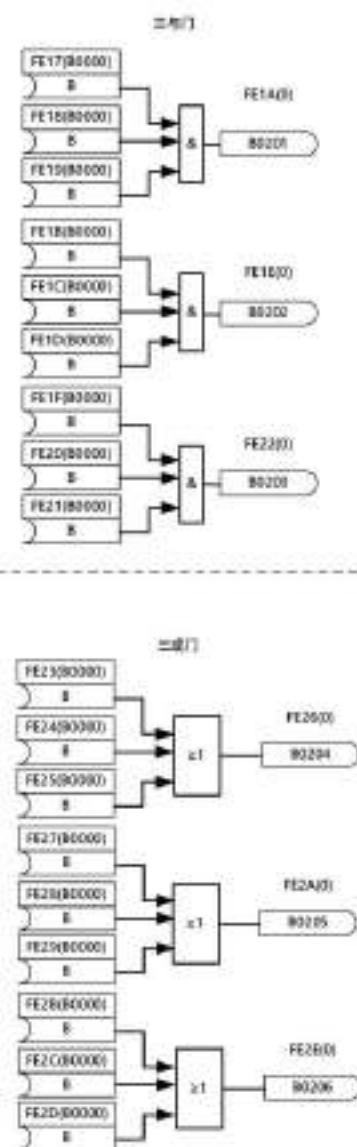 三与门
FE17(B0000)
B
FE1A(0)
FE18(B0000)
B
&
B0201
FE19(B0000)
B
FE1B(B0000)
B
FE1C(B0000)
B
&
B0202
FE1D(B0000)
B
FE1F(B0000)
B
FE22(0)
FE20(B0000)
B
&
B0203
FE21(B0000)
B
三或门
FE23(B0000)
B
FE26(0)
FE24(B0000)
B
≥1
B0204
FE25(B0000)
B
FE27(B0000)
B
FE2A(0)
FE28(B0000)
B
≥1
B0205
FE29(B0000)
B
FE2B(B0000)
B
FE2E(0)
FE2C(B0000)
B
≥1
B0206
FE2D(B0000)
B